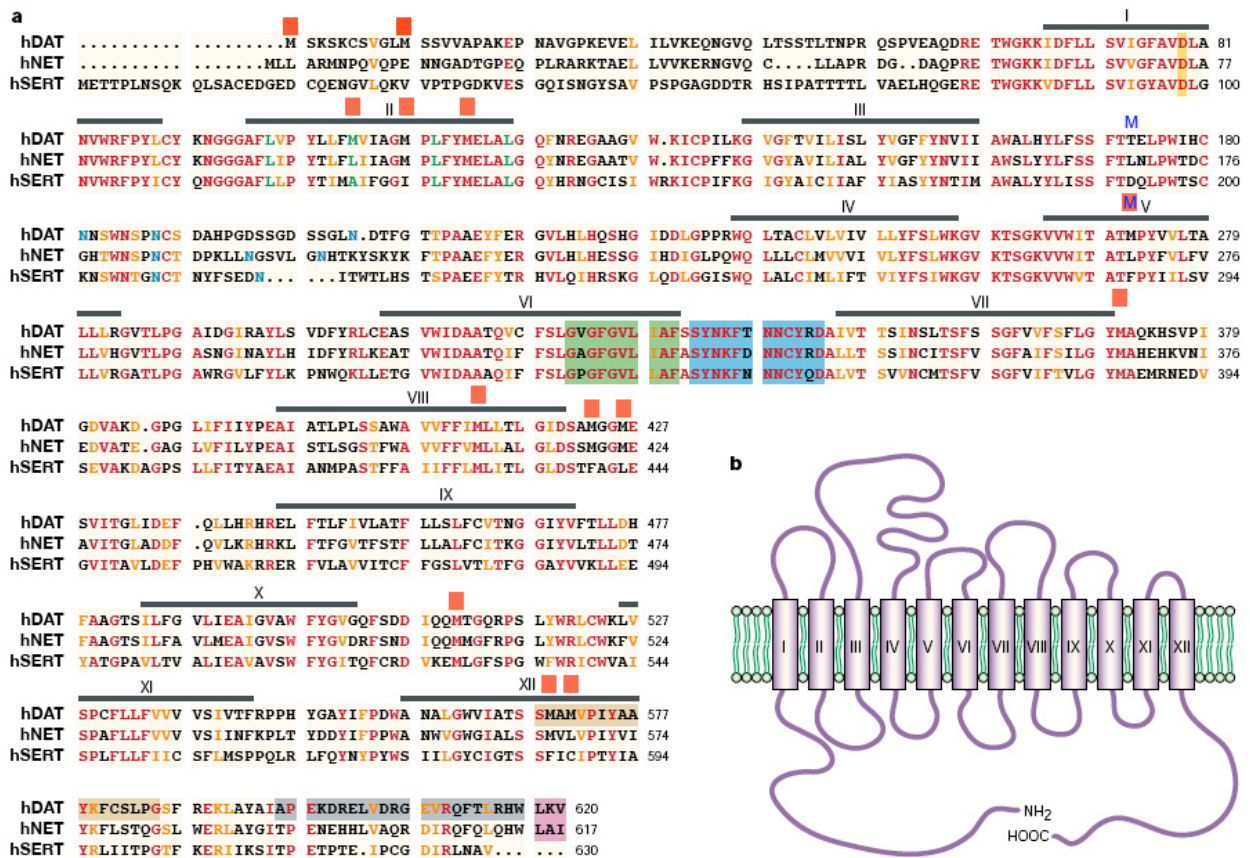 a
I
hDAT .......... .........M SKSKCSVGLM SSVVAPAKEP NAVGPKEVEL ILVKEQNGVQ LTSSTLTNPR QSPVEAQDRE TWGKKIDFLL SVIGFAVDLA 81
hNET .......... ........MLL ARMNPQVQPE NNGADTGPEQ PLRARKTAEL LVVKERNGVQ C....LLAPR DG..DAQPRE TWGKKIDFLL SVVGFAVDLA 77
hSERT METTPLNSQK QLSACEDGED CQENGVLQKV VPTPGDKVES GQISNGYSAV PSPGAGDDTR HSIPATTTTL VAELHQGERE TWGKKVDFLL SVIGYAVDLG 100
II III
M
hDAT NVWRFPYLCY KNGGGAFLVP YLLFMVIAGM PLFYMELALG QFNREGAAGV W.KICPILKG VGFTVILISL YVGFFYNVII AWALHYLFSS FTTELPWIHC 180
hNET NVWRFPYLCY KNGGGAFLIP YTLFLIIAGM PLFYMELALG QYNREGAATV W.KICPFFKG VGYAVILIAL YVGFYYNVII AWSLYYLFSS FTLNLPWTDC 176
hSERT NVWRFPYICY QNGGGAFLLP YTIMAIFGGI PLFYMELALG QYHRNGCISI WRKICPIFKG IGYAICIIAF YIASYYNTIM AWALYYLISS FTDQLPWTSC 200
IV M V
hDAT NNSWNSPNCS DAHPGDSSGD SSGLNDTFGT TPAAEYFERG VLHLHQSHG IDDLGPPRWQ LTACLVLVIV LLYFSLWKGV KTSGKVVWIT ATMPYVVLTA 279
hNET GHTWNSPNCT DPKLLNGSVL GNHTKYSKYK FTPAAEFYER GVLHLHESSG IHDIGLPQWQ LLLCLMVVVI VLYFSLWKGV KTSGKVVWIT ATLPYFVLFV 276
hSERT KNSWNTGNCT NYFSEDN... .ITWTLHS TSPAEEFYTR HVLQIHRSKG LQDLGGISWQ LALCIMLIFT VIYFSIWKGV KTSGKVVWVT ATFPYIILSV 294
VI VII
hDAT LLLRGVTLPG AIDGIRAYLS VDFYRLCEAS VWIDAATQVC FSLGVGFGVL IAFSSYNKFT NNCYRDAIVT TSINSLTSFS SGFVVFSFLG YMAQKHSVPI 379
hNET LLVHGVTLPG ASNGINAYLH IDFYRLKEAT VWIDAATQIF FSLGAGFGVL IAFASYNKFD NNCYRDALLT SSINCITSFV SGFAIFSILG YMAHEHKVNI 376
hSERT LLVRGATLPG AWRGVLFYLK PNWQKLLETG VWIDAAAQIF FSLGPGFGVL LAFASYNKFN NNCYQDALVT SVVNCMTSFV SGFVIFTVLG YMAEMRNEDV 394
VIII
hDAT GDVAKD.GPG LIFIIYPEAI ATLPLSSAWA VVFFIMLLTL GIDSAMGGME 427
hNET EDVATE.GAG LVFILYPEAI STLSGSTFWA VVFFVMLLAL GLDSSMGGME 424
hSERT SEVAKDAGPS LLFITYAEAI ANMPASTFFA IIFFLMLITL GLDSTFAGLE 444
IX
hDAT SVITGLIDEF .QLLHRHREL FTLFIVLATF LLSLFCVTNG GIYVFTLLDH 477
hNET AVITGLADDF .QVLKRHRKL FTFGVTFSTF LLALFCITKG GIYVLTLLDT 474
hSERT GVITAVLDEF PHVWAKRRER FVLAVVITCF FGSLVTLTFG GAYVVKLLEE 494
X
hDAT FAAGTSILFG VLIEAIGVAW FYGVGQFSDD IQQMTGQRPS LYWRLCWKLV 527
hNET FAAGTSILFA VLMEAIGVSW FYGVDRFSND IQQMMGFRPG LYWRLCWKFV 524
hSERT YATGPAVLTV ALIEAVAVSW FYGITQFCRD VKEMLGFSPG WFWRICWVAI 544
XI XII
hDAT SPCFLLFVVV VSIVTFRPPH YGAYIFPDWA NALGWVIATS SMAMVPIYAA 577
hNET SPAFLLFVVV VSIINFKPLT YDDYIFPPWA NWVGWGIALS SMVLVPIYVI 574
hSERT SPLFLLFIIC SFLMSPPQLR LFQYNYPYWS IILGYCIGTS SFICIPTYIA 594
hDAT YKFCSLPGSF REKLAYAIAP EKDRELVDRG EVRQFTLRHW LKV 620
hNET YKFLSTQGSL WERLAYGITP ENEHHLVAQR DIRQFQLQHW LAI 617
hSERT YRLIITPGTF KERIIKSITP ETPTE.IPCG DIRLNAV... ... 630
b
I II III IV V VI VII VIII IX X XI XII
NH2
HOOC